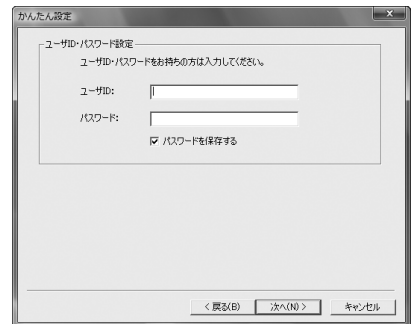 かんたん設定
ユーザID・パスワード設定
ユーザID・パスワードをお持ちの方は入力してください。
ユーザID:
パスワード:
パスワードを保存する
< 戻る(B) 次へ(N) > キャンセル